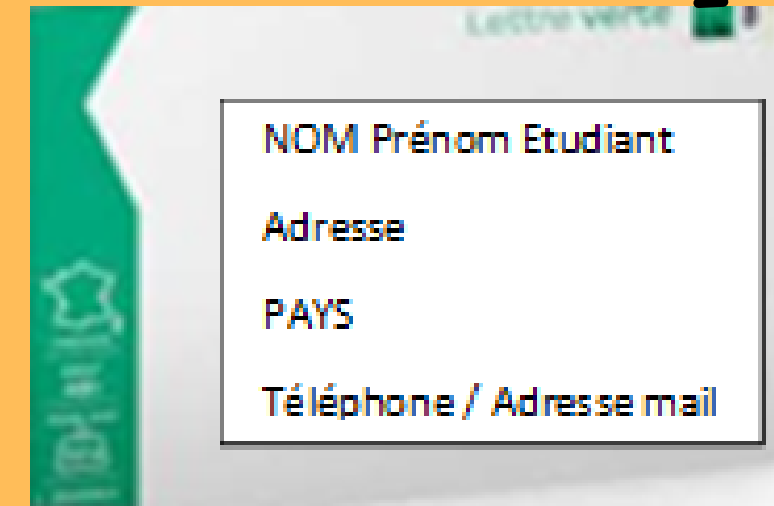 Lettre verte
NOM Prénom Etudiant
Adresse
PAYS
Téléphone / Adresse mail